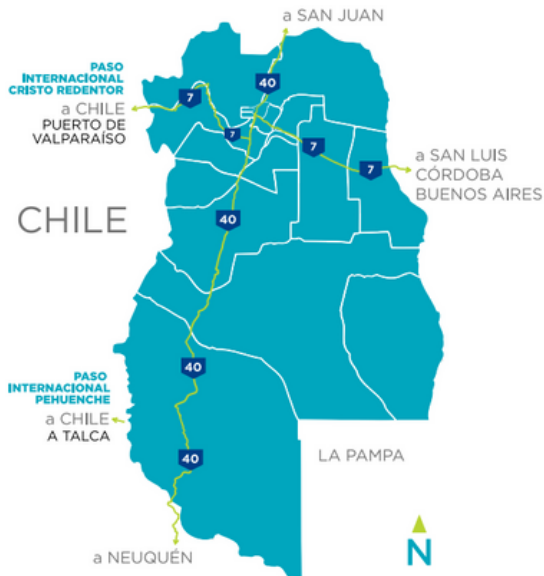 a SAN JUAN
PASO
INTERNACIONAL
CRISTO REDENTOR
a CHILE
PUERTO DE
VALPARAÍSO
7
40
7
7
7
a SAN LUIS
CÓRDOBA
BUENOS AIRES
CHILE
40
40
PASO
INTERNACIONAL
PEHUENCHE
a CHILE
A TALCA
40
LA PAMPA
a NEUQUÉN
N